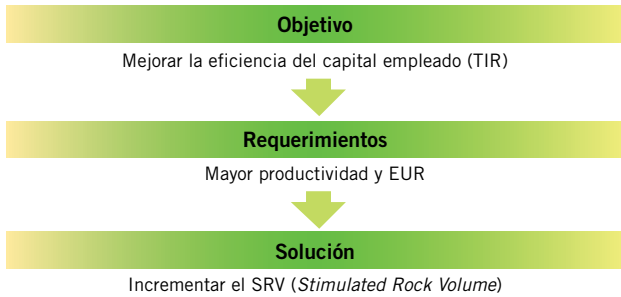 Objetivo
Mejorar la eficiencia del capital empleado (TIR)
Requerimientos
Mayor productividad y EUR
Solución
Incrementar el SRV (Stimulated Rock Volume)